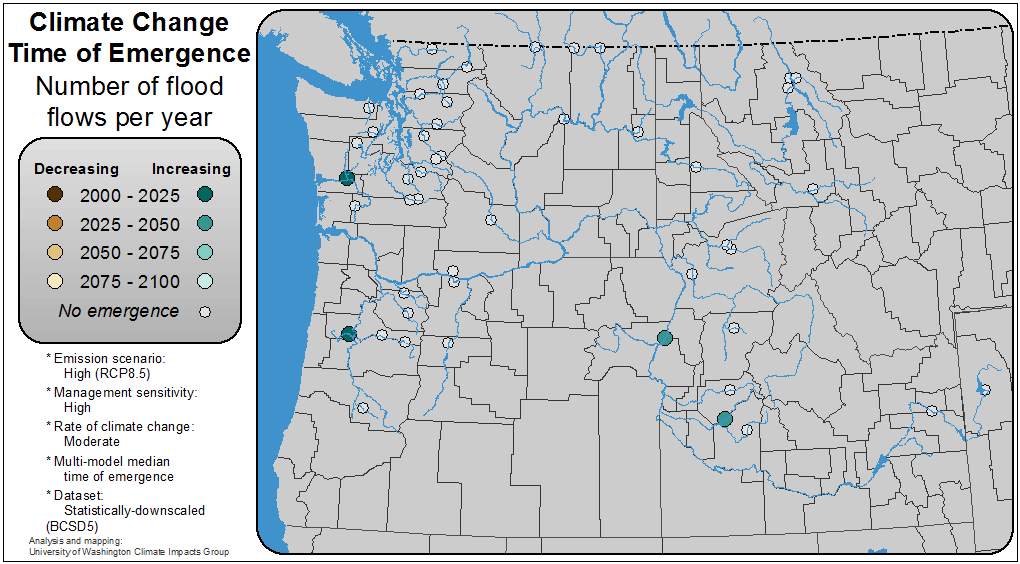 Climate Change
Time of Emergence
Number of flood
flows per year
Decreasing Increasing
2000 - 2025
2025 - 2050
2050 - 2075
2075 - 2100
No emergence
* Emission scenario:
High (RCP8.5)
* Management sensitivity:
High
* Rate of climate change:
Moderate
* Multi-model median
time of emergence
* Dataset:
Statistically-downscaled
(BCSD5)
Analysis and mapping:
University of Washington Climate Impacts Group